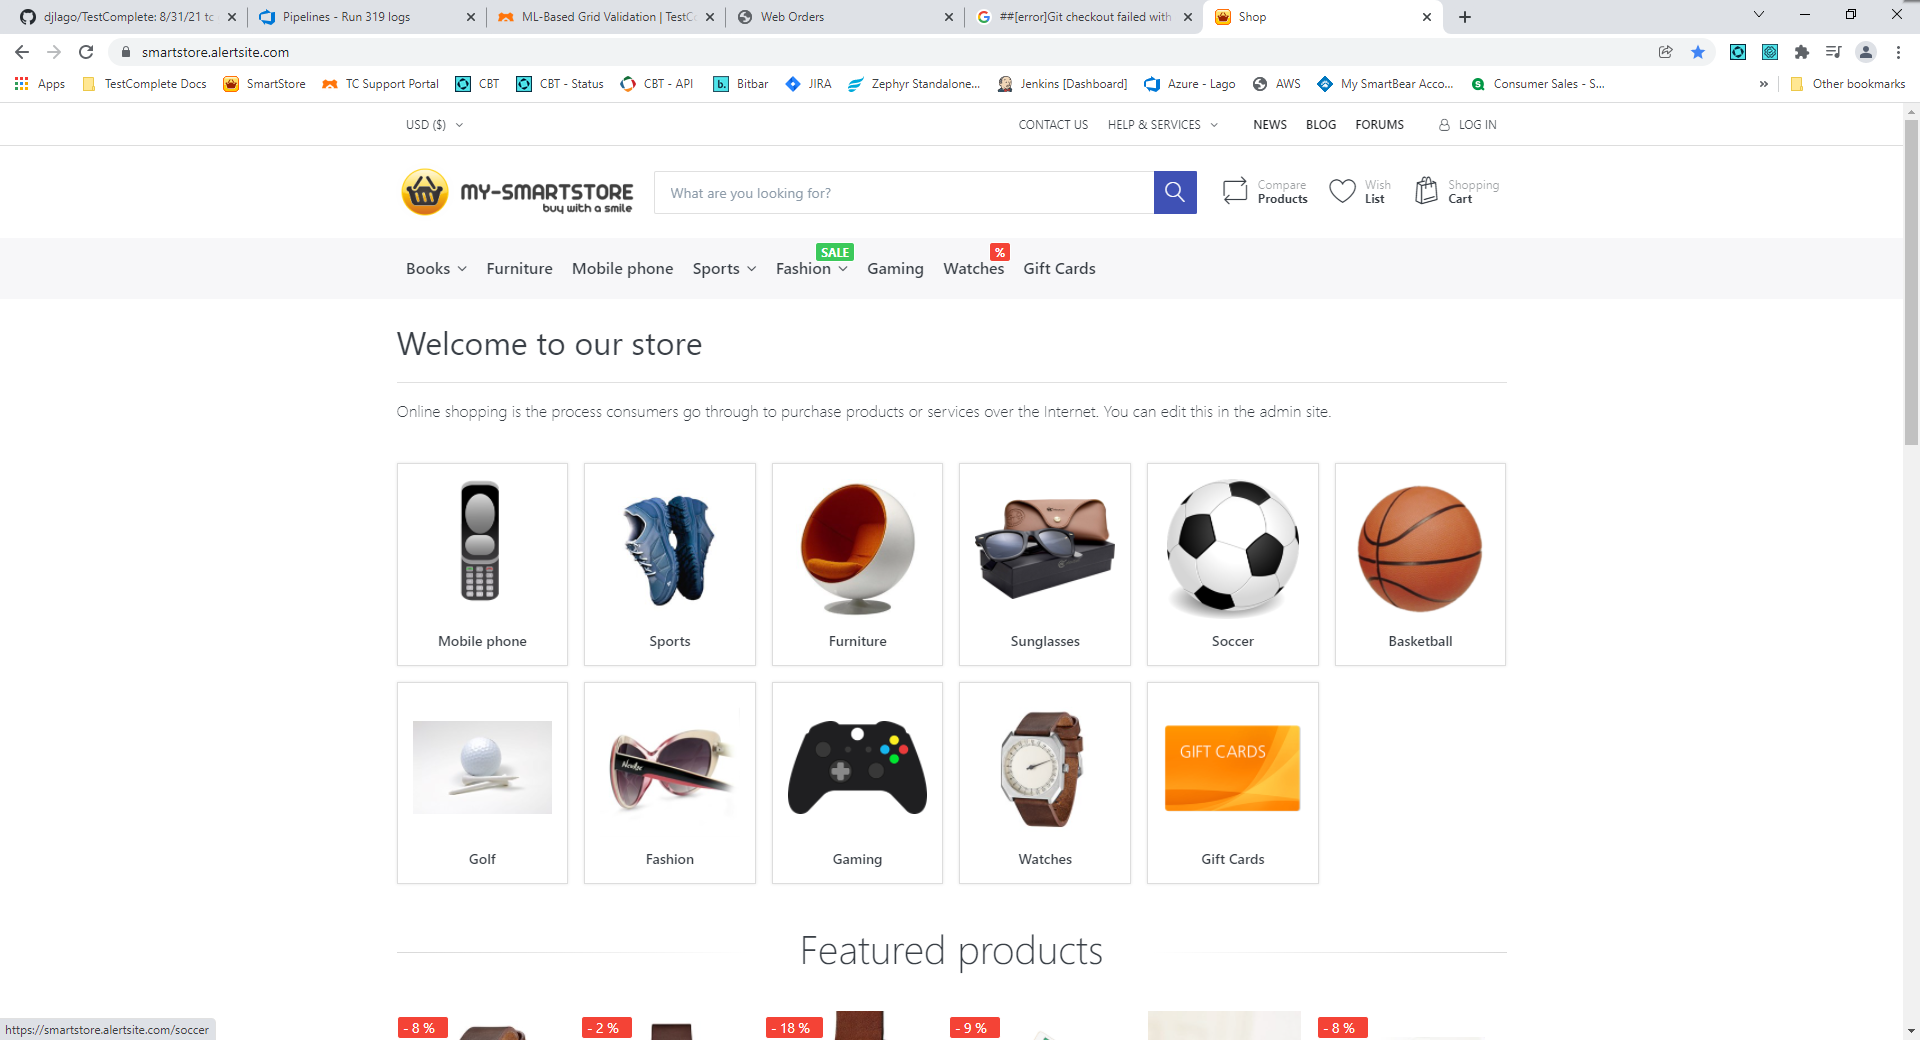 djlago/TestComplete: 8/31/21 tc
Pipelines - Run 319 logs
ML-Based Grid Validation | TestC
Web Orders
##[error]Git checkout failed with
Shop
smartstore.alertsite.com
Apps
TestComplete Docs
SmartStore
TC Support Portal
CBT
CBT - Status
CBT - API
b. Bitbar
JIRA
Zephyr Standalone...
Jenkins [Dashboard]
Azure - Lago
AWS
My SmartBear Acco...
Consumer Sales - S...
»
Other bookmarks
USD ($)
CONTACT US
HELP & SERVICES
NEWS
BLOG
FORUMS
LOG IN
MY-SMARTSTORE
buy with a smile
What are you looking for?
Compare
Products
Wish
List
Shopping
Cart
SALE
%
Books
Furniture
Mobile phone
Sports
Fashion
Gaming
Watches
Gift Cards
Welcome to our store
Online shopping is the process consumers go through to purchase products or services over the Internet. You can edit this in the admin site.
Mobile phone
Sports
Furniture
Sunglasses
Soccer
Basketball
GIFT CARDS
Golf
Fashion
Gaming
Watches
Gift Cards
Featured products
- 8 %
- 2 %
- 18 %
- 9 %
- 8 %
https://smartstore.alertsite.com/soccer